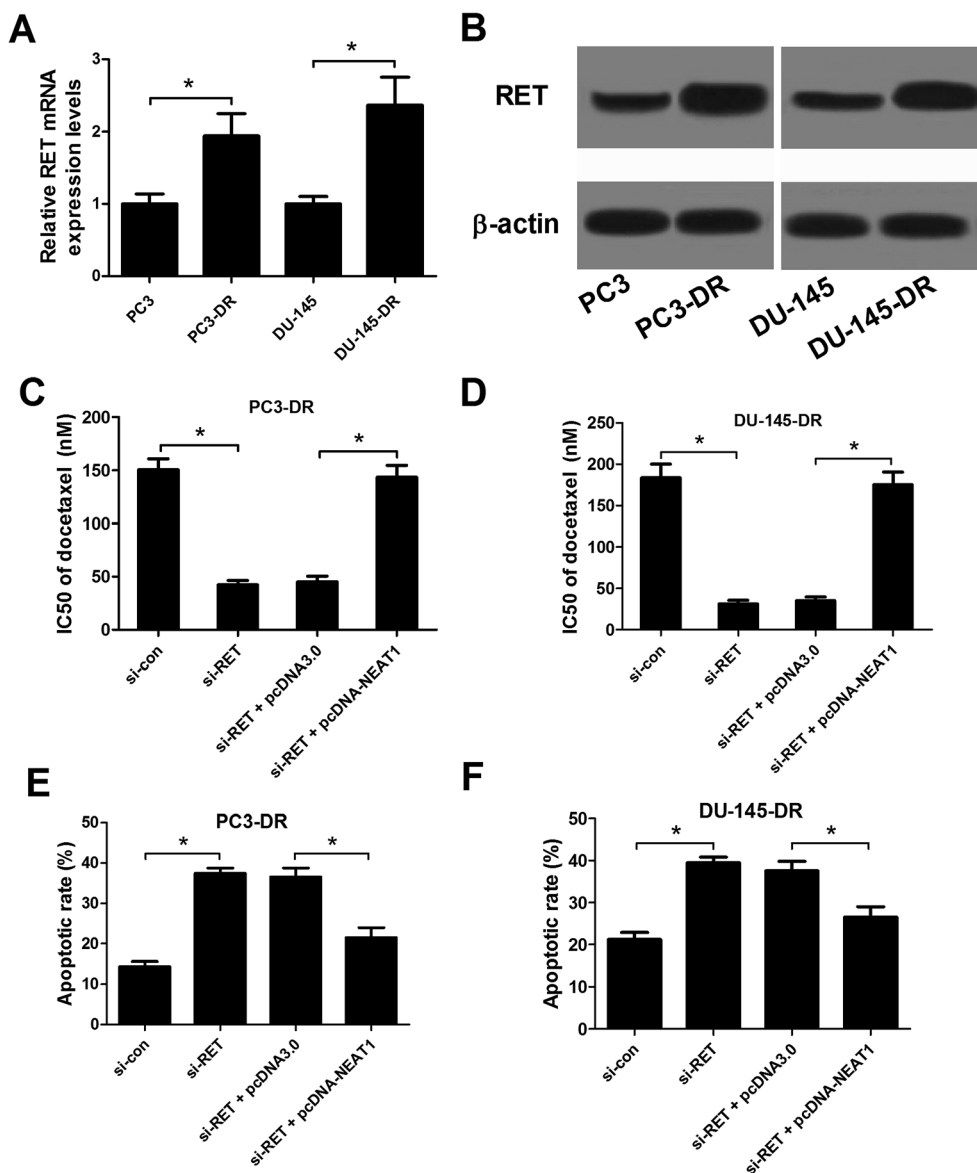 A
Relative RET mRNA
expression levels
3
2
1
0
*
*
PC3
PC3-DR
DU-145
DU-145-DR
B
RET
β-actin
PC3
PC3-DR
DU-145
DU-145-DR
C
PC3-DR
IC50 of docetaxel (nM)
200
150
100
50
0
*
*
si-con
si-RET
si-RET + pcDNA3.0
si-RET + pcDNA-NEAT1
D
DU-145-DR
IC50 of docetaxel (nM)
250
200
150
100
50
0
*
*
si-con
si-RET
si-RET + pcDNA3.0
si-RET + pcDNA-NEAT1
E
PC3-DR
Apoptotic rate (%)
50
40
30
20
10
0
*
*
si-con
si-RET
si-RET + pcDNA3.0
si-RET + pcDNA-NEAT1
F
DU-145-DR
Apoptotic rate (%)
50
40
30
20
10
0
*
*
si-con
si-RET
si-RET + pcDNA3.0
si-RET + pcDNA-NEAT1